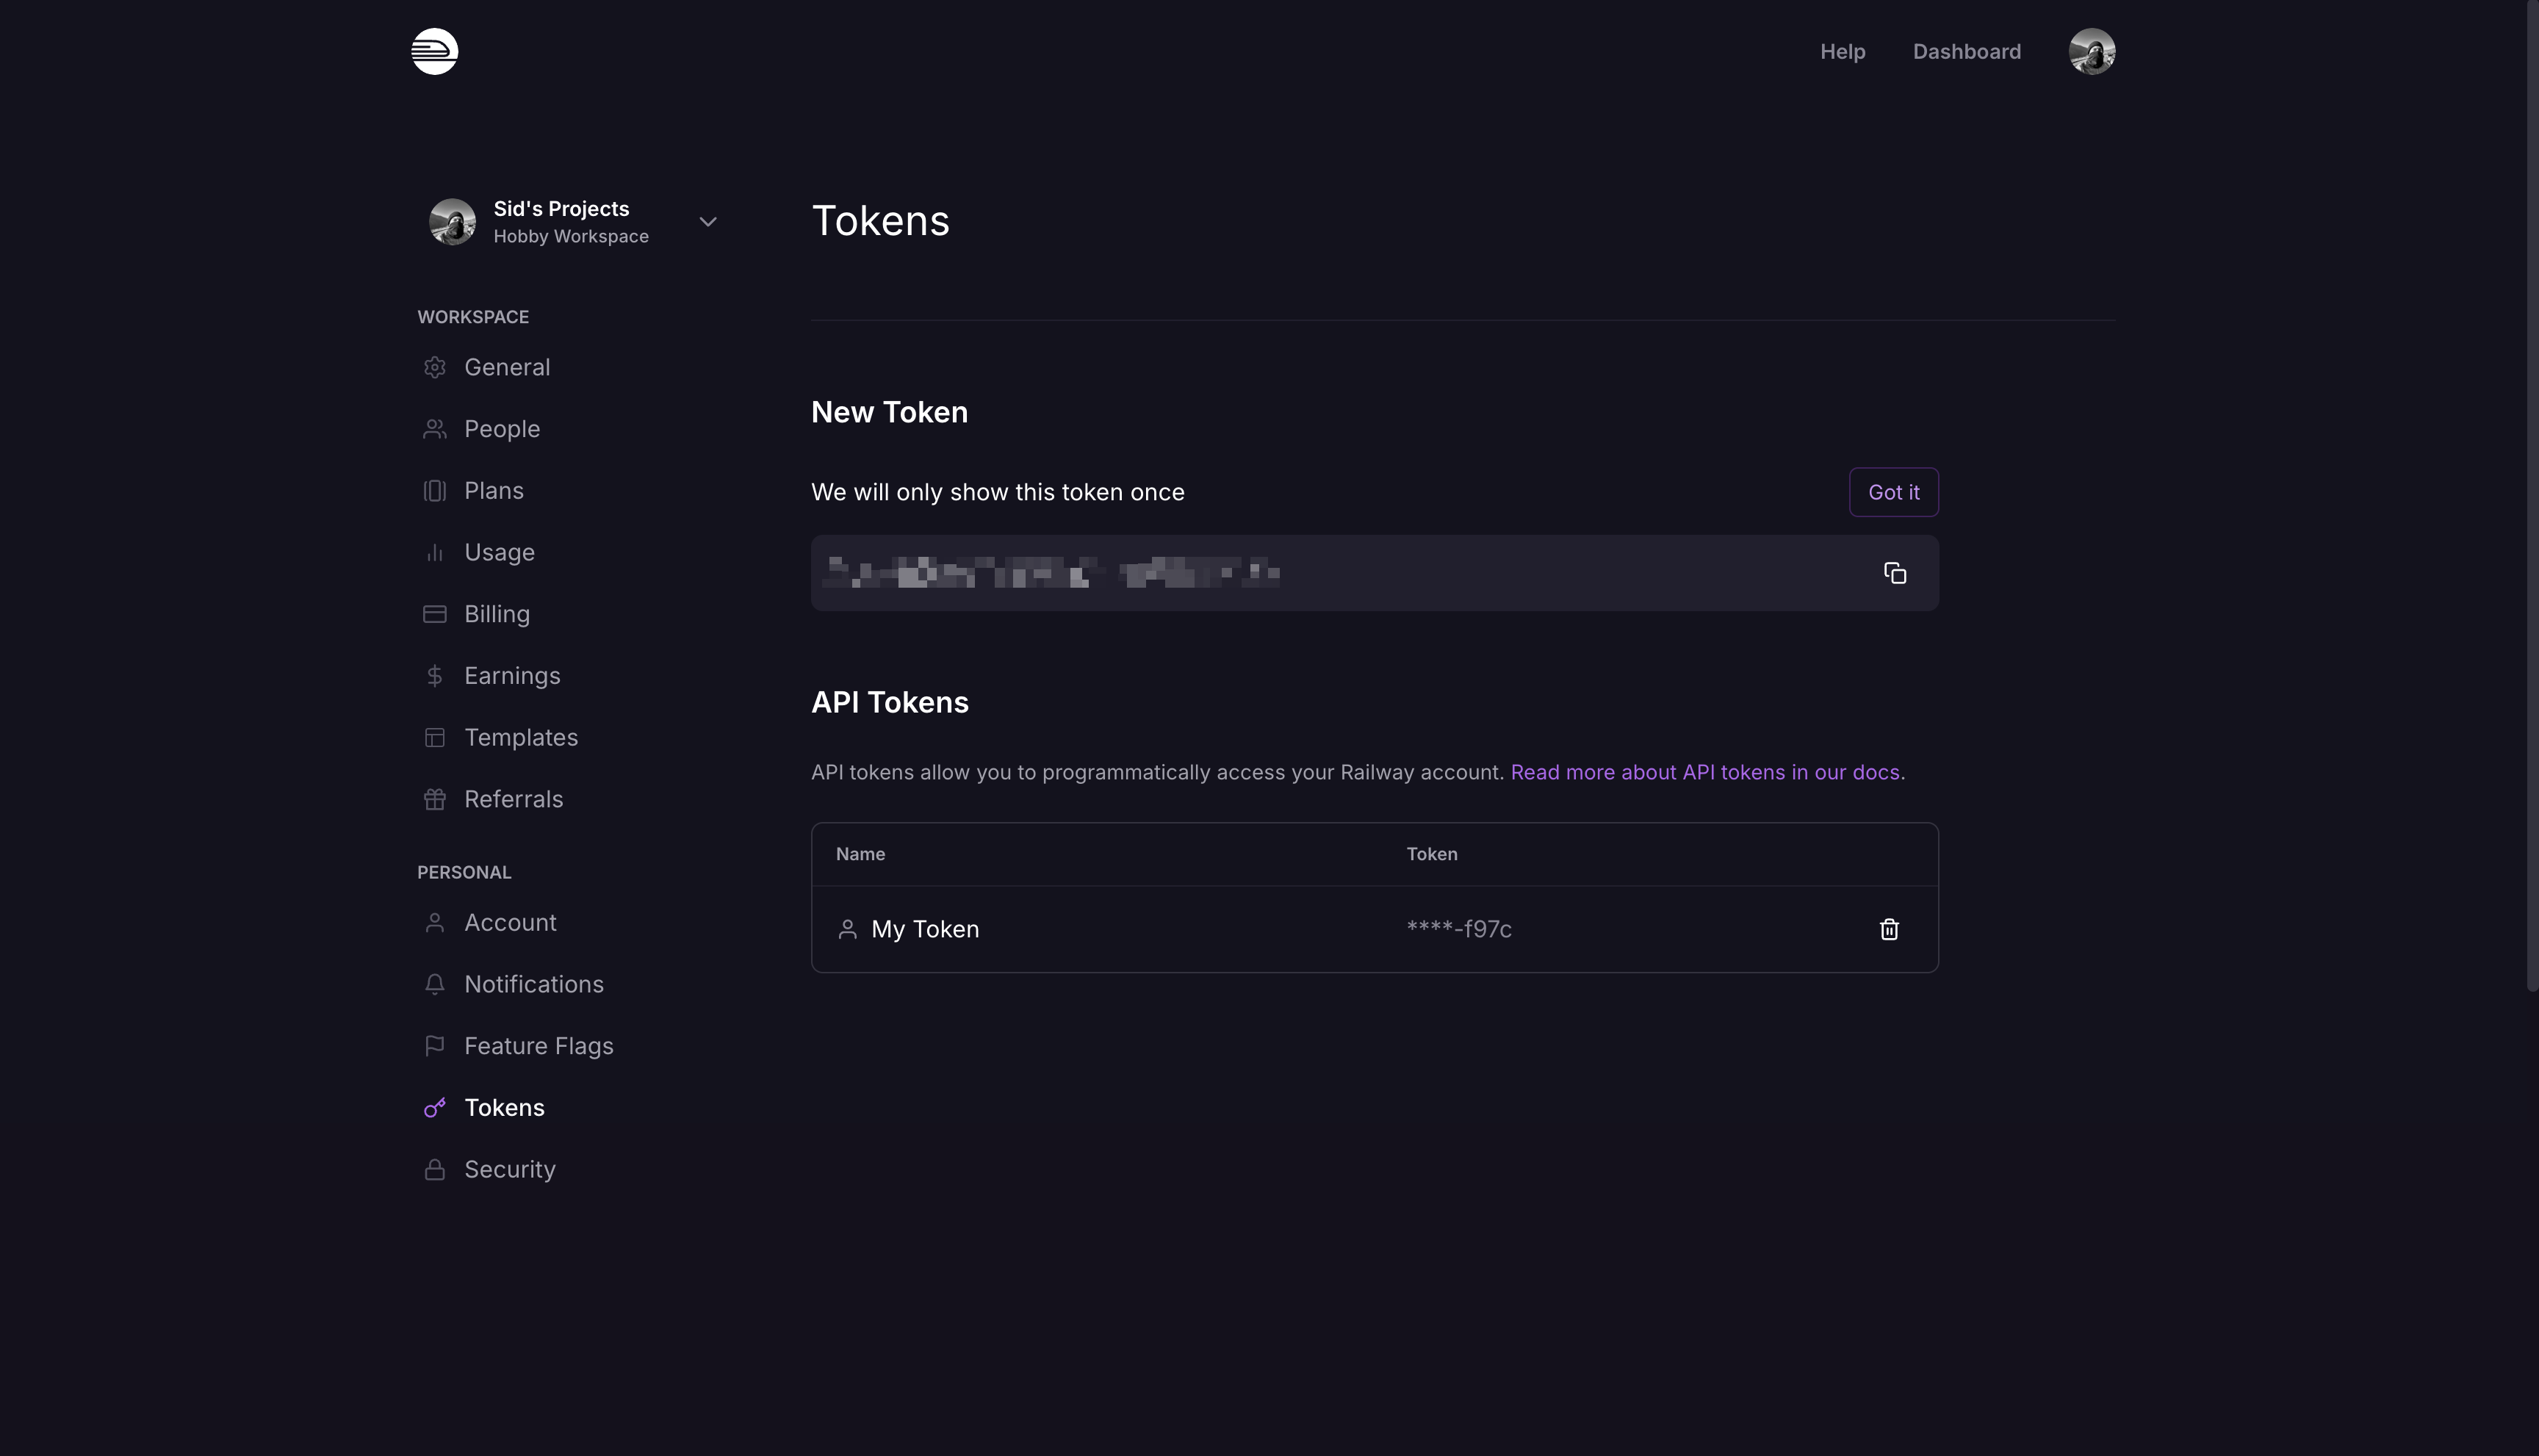 Help
Dashboard
Sid's Projects
Hobby Workspace
WORKSPACE
General
People
Plans
Usage
Billing
Earnings
Templates
Referrals
PERSONAL
Account
Notifications
Feature Flags
Tokens
Security
Tokens
New Token
We will only show this token once
Got it
API Tokens
API tokens allow you to programmatically access your Railway account. Read more about API tokens in our docs.
Name
Token
My Token
****-f97c